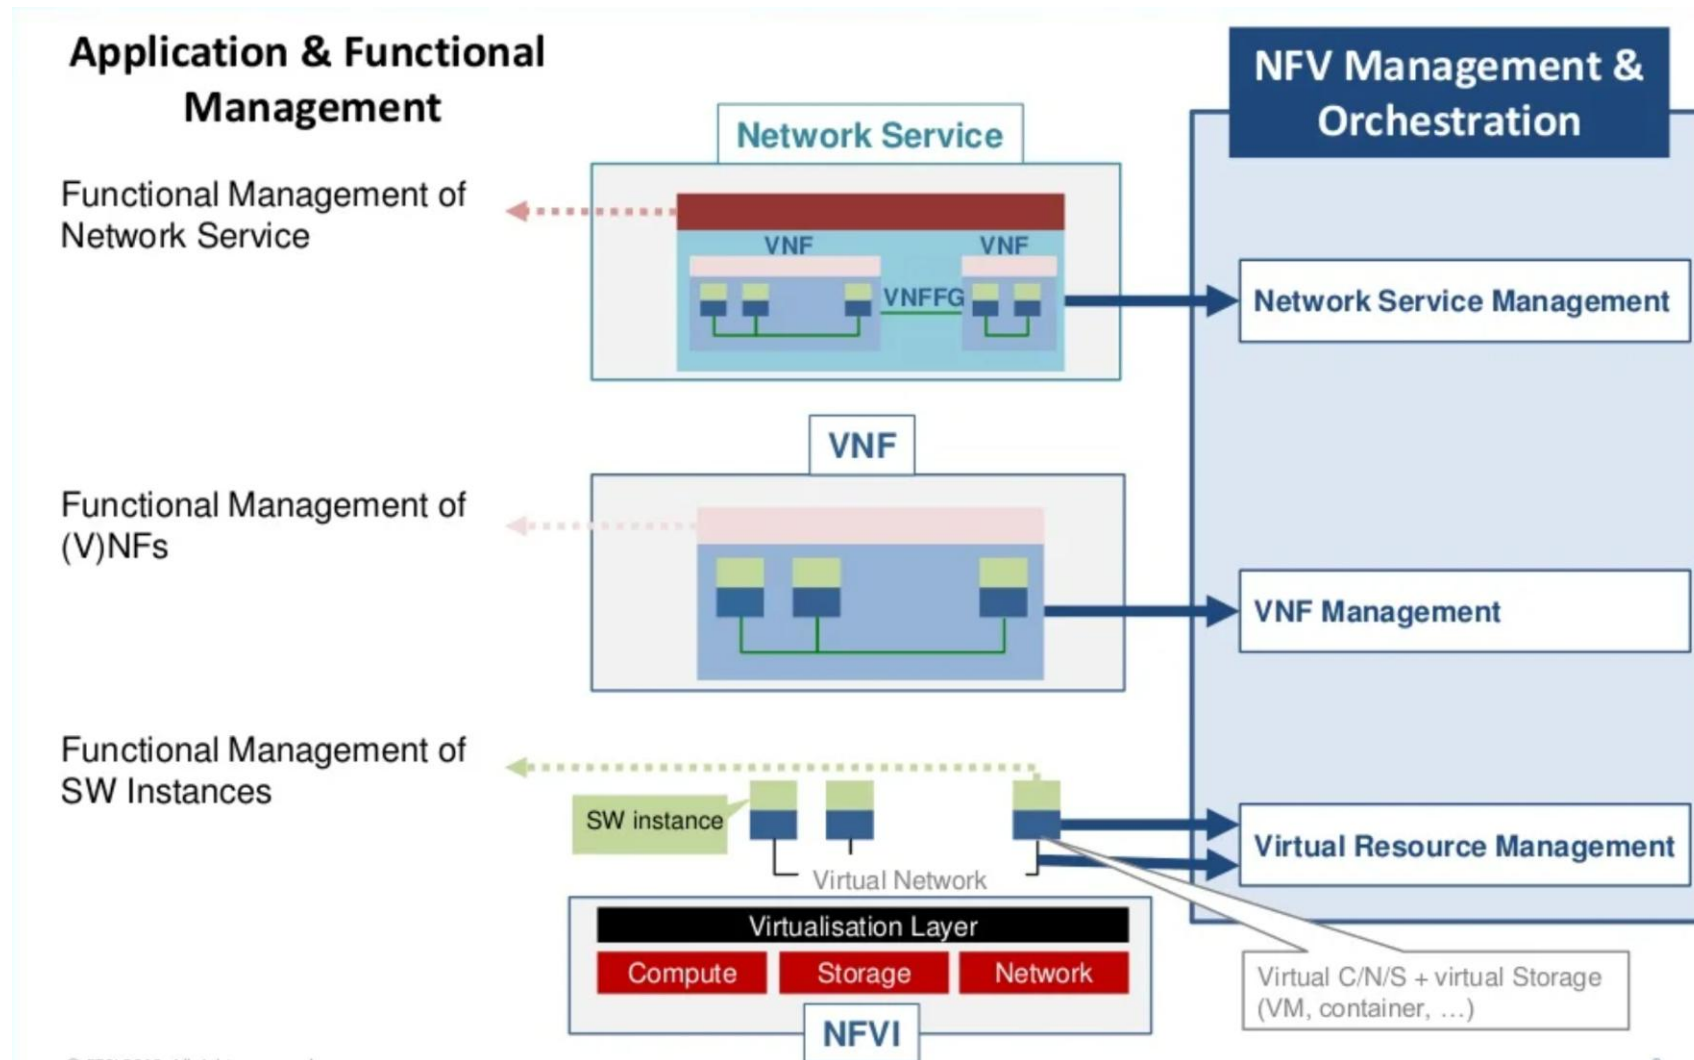 Application & Functional
Management
NFV Management &
Orchestration
Network Service
Functional Management of
Network Service
VNF
VNF
VNFFG
Network Service Management
VNF
Functional Management of
(V)NFs
VNF Management
Functional Management of
SW Instances
SW instance
Virtual Resource Management
Virtual Network
Virtualisation Layer
Compute
Storage
Network
Virtual C/N/S + virtual Storage
(VM, container, …)
NFVI